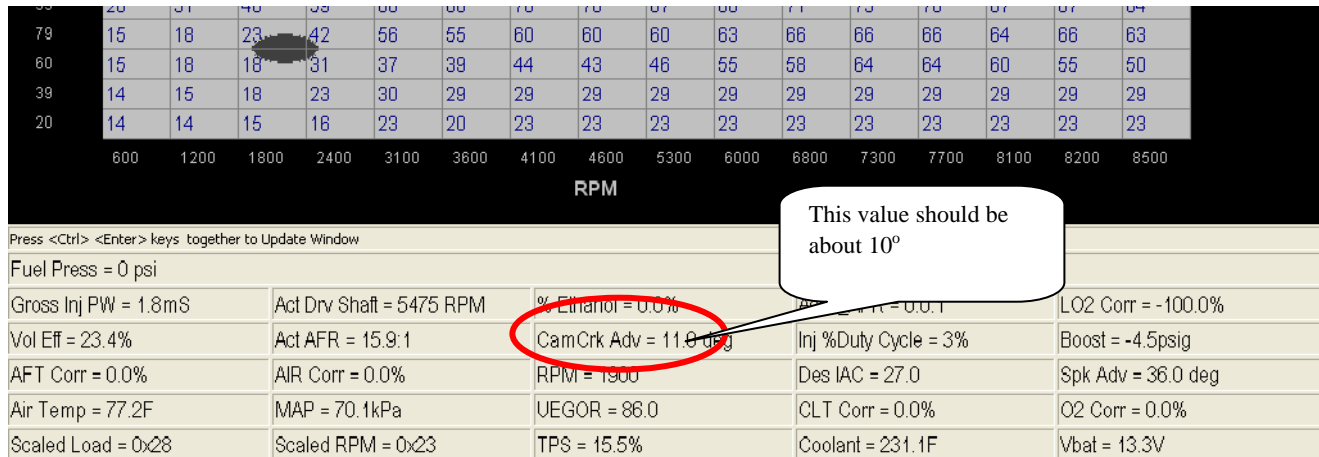 79 15 18 23 42 56 55 60 60 60 63 66 66 66 64 66 63
60 15 18 18 31 37 39 44 43 46 55 58 64 64 60 55 50
39 14 15 18 23 30 29 29 29 29 29 29 29 29 29 29 29
20 14 14 15 16 23 20 23 23 23 23 23 23 23 23 23 23
600 1200 1800 2400 3100 3600 4100 4600 5300 6000 6800 7300 7700 8100 8200 8500
RPM
This value should be
about 10º
Press <Ctrl> <Enter> keys together to Update Window
Fuel Press = 0 psi
Gross Inj PW = 1.8mS Act Drv Shaft = 5475 RPM % Ethanol = 0.0% LO2 Corr = -100.0%
Vol Eff = 23.4% Act AFR = 15.9:1 CamCrk Adv = 11.0 deg Inj %Duty Cycle = 3% Boost = -4.5psig
AFT Corr = 0.0% AIR Corr = 0.0% RPM = 1900 Des IAC = 27.0 Spk Adv = 36.0 deg
Air Temp = 77.2F MAP = 70.1kPa UEGOR = 86.0 CLT Corr = 0.0% O2 Corr = 0.0%
Scaled Load = 0x28 Scaled RPM = 0x23 TPS = 15.5% Coolant = 231.1F Vbat = 13.3V